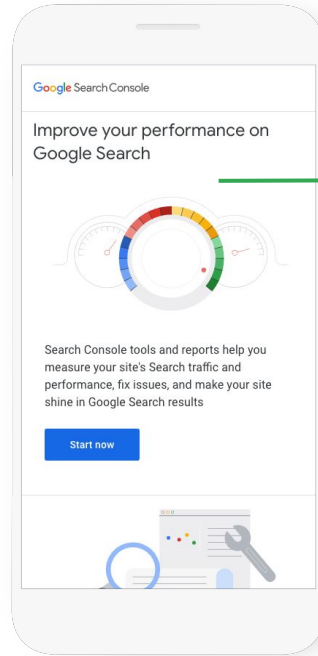 Google Search Console
Improve your performance on
Google Search
Search Console tools and reports help you
measure your site's Search traffic and
performance, fix issues, and make your site
shine in Google Search results
Start now